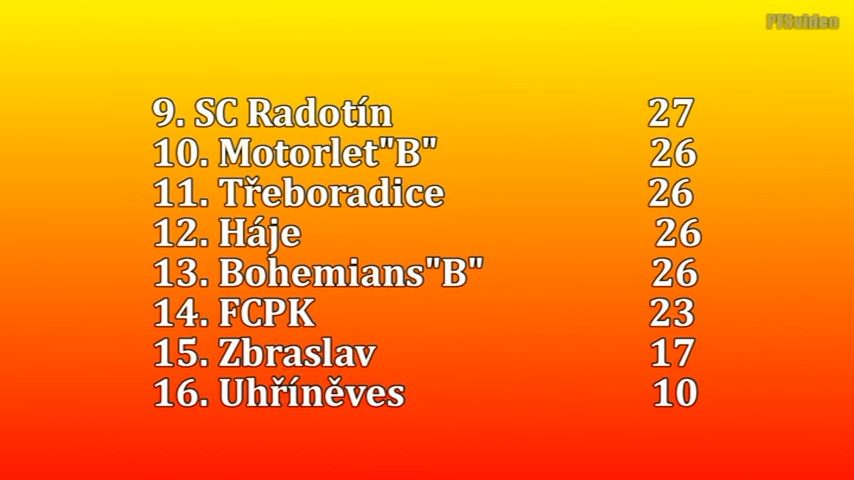 PFSvideo
9. SC Radotín 27
10. Motorlet"B" 26
11. Třeboradice 26
12. Háje 26
13. Bohemians"B" 26
14. FCPK 23
15. Zbraslav 17
16. Uhříněves 10